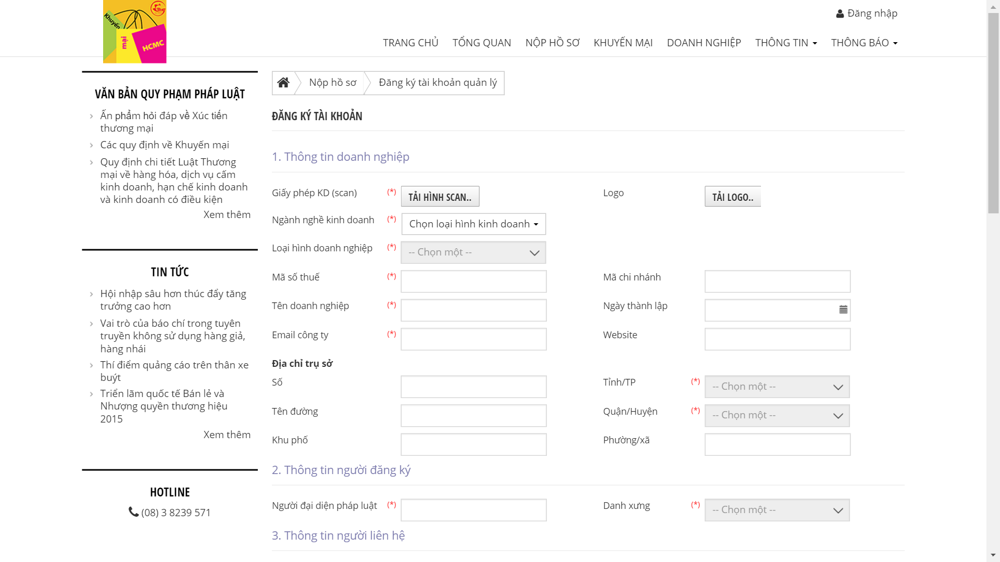 Khuyến
mại
HCMC
Đăng nhập
TRANG CHỦ TỔNG QUAN NỘP HỒ SƠ KHUYẾN MẠI DOANH NGHIỆP THÔNG TIN THÔNG BÁO
VĂN BẢN QUY PHẠM PHÁP LUẬT
Ấn phẩm hỏi đáp về Xúc tiến
thương mại
Các quy định về Khuyến mại
Quy định chi tiết Luật Thương
mại về hàng hóa, dịch vụ cấm
kinh doanh, hạn chế kinh doanh
và kinh doanh có điều kiện
Xem thêm
TIN TỨC
Hội nhập sâu hơn thúc đẩy tăng
trưởng cao hơn
Vai trò của báo chí trong tuyên
truyền không sử dụng hàng giả,
hàng nhái
Thí điểm quảng cáo trên thân xe
buýt
Triển lãm quốc tế Bán lẻ và
Nhượng quyền thương hiệu
2015
Xem thêm
HOTLINE
(08) 3 8239 571
Nộp hồ sơ Đăng ký tài khoản quản lý
ĐĂNG KÝ TÀI KHOẢN
1. Thông tin doanh nghiệp
Giấy phép KD (scan) (*) TẢI HÌNH SCAN.. Logo TẢI LOGO..
Ngành nghề kinh doanh (*) Chọn loại hình kinh doanh
Loại hình doanh nghiệp (*) -- Chọn một --
Mã số thuế (*) Mã chi nhánh
Tên doanh nghiệp (*) Ngày thành lập
Email công ty (*) Website
Địa chỉ trụ sở
Số Tỉnh/TP (*) -- Chọn một --
Tên đường Quận/Huyện (*) -- Chọn một --
Khu phố Phường/xã
2. Thông tin người đăng ký
Người đại diện pháp luật (*) Danh xưng (*) -- Chọn một --
3. Thông tin người liên hệ